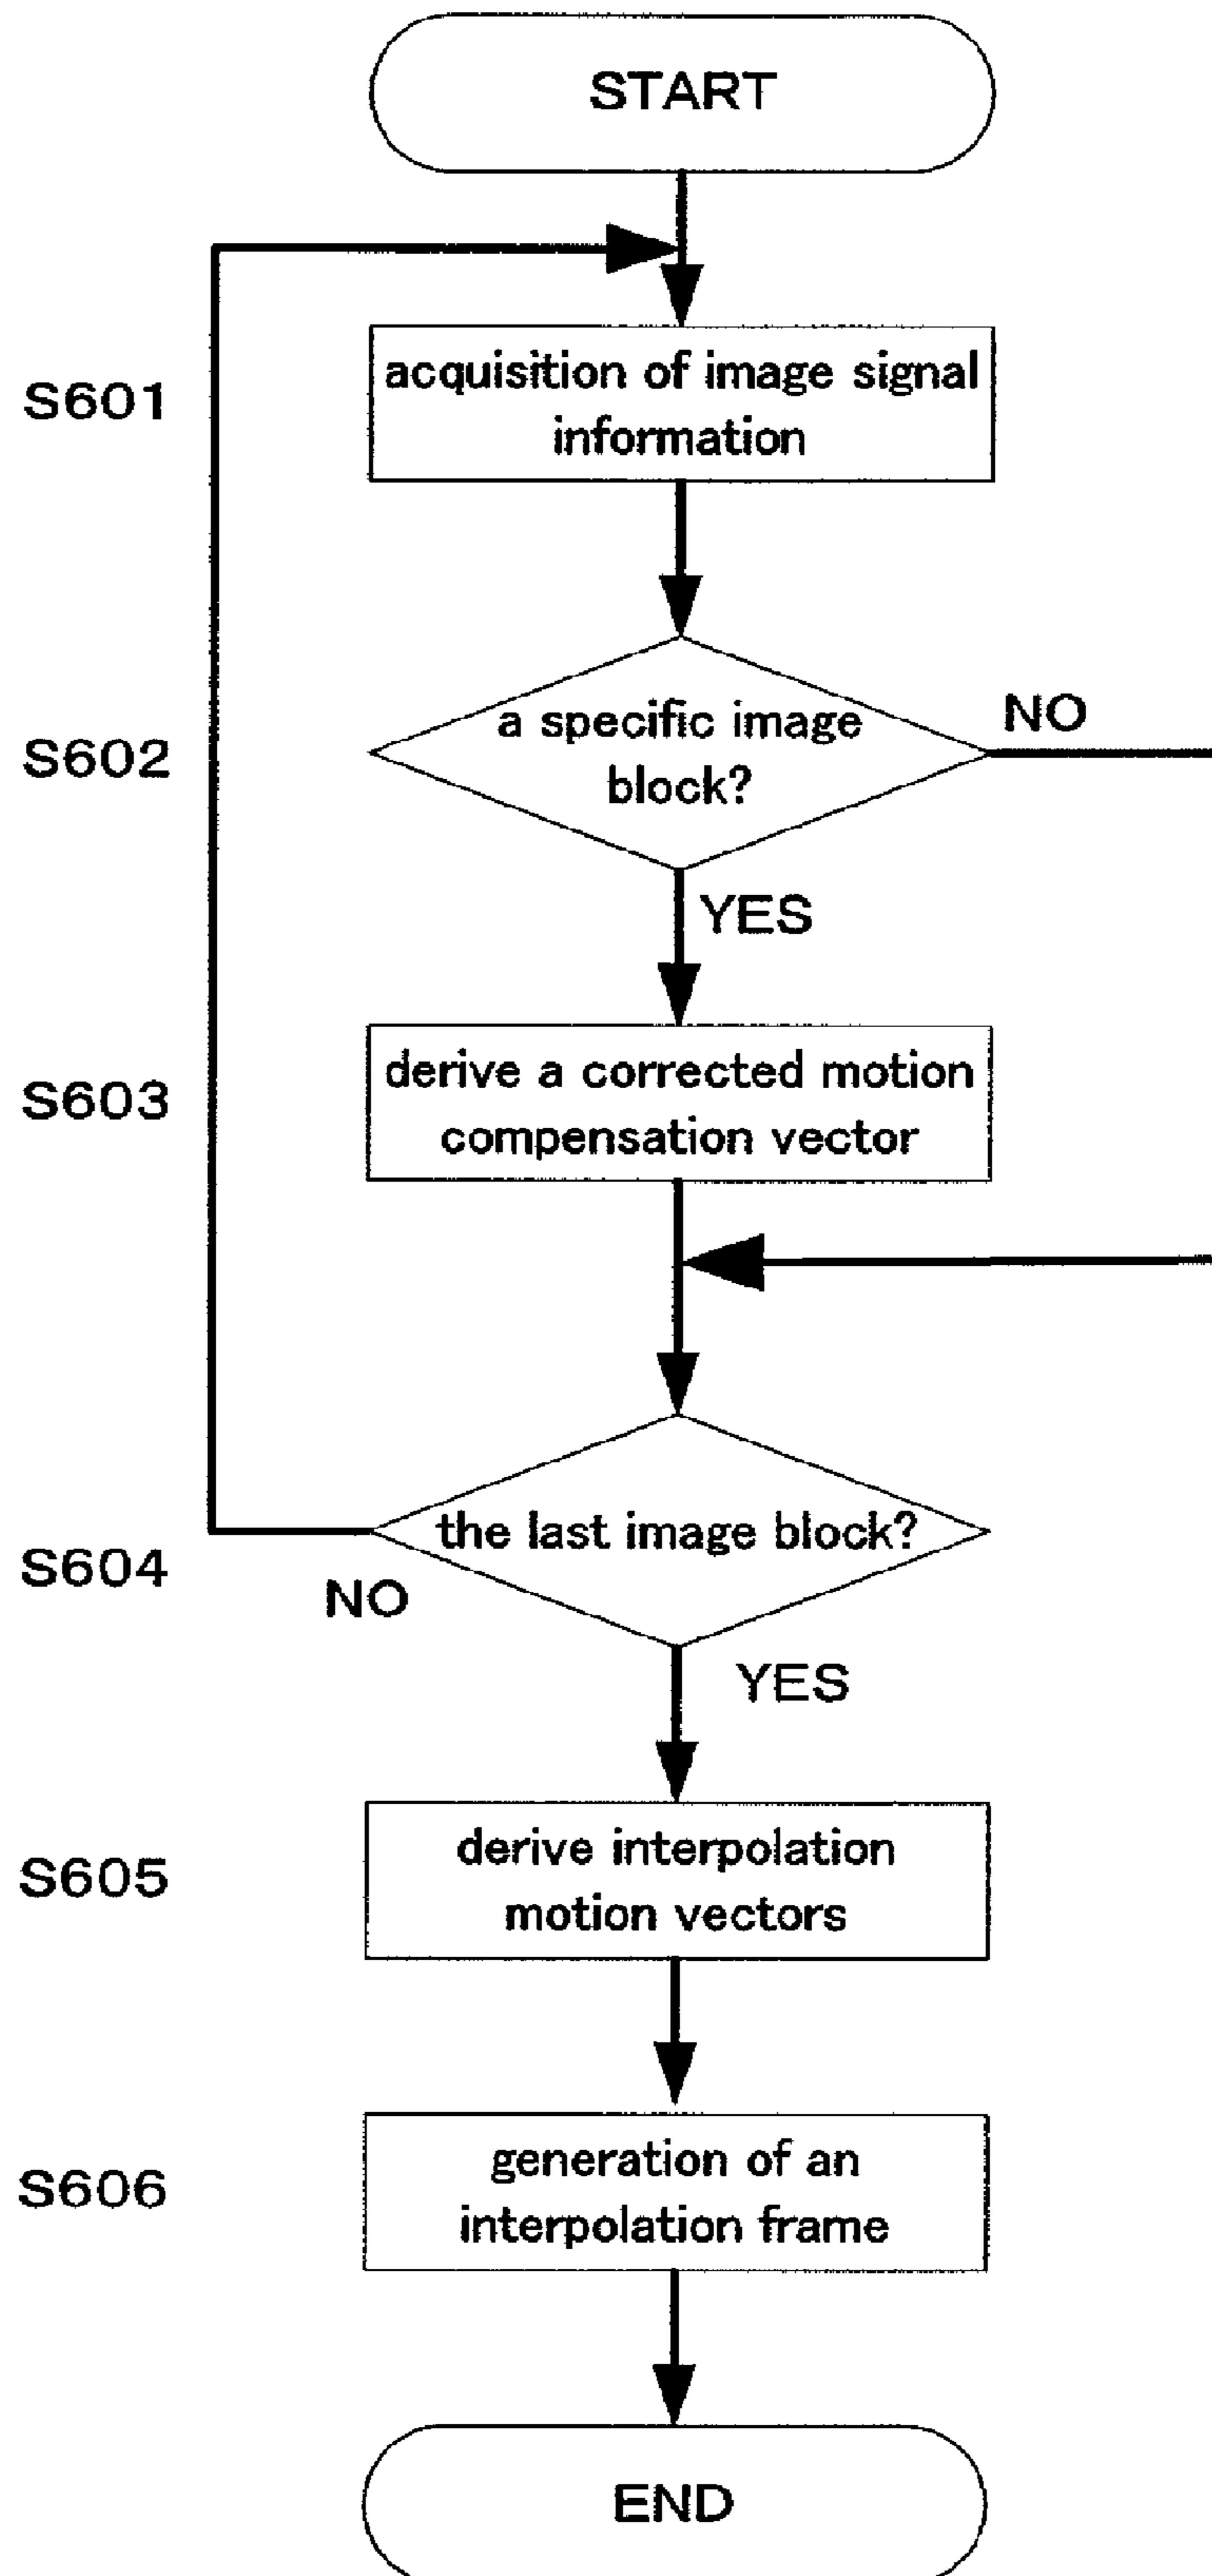 START
S601
acquisition of image signal
information
S602
a specific image
block?
NO
YES
S603
derive a corrected motion
compensation vector
S604
the last image block?
NO
YES
S605
derive interpolation
motion vectors
S606
generation of an
interpolation frame
END